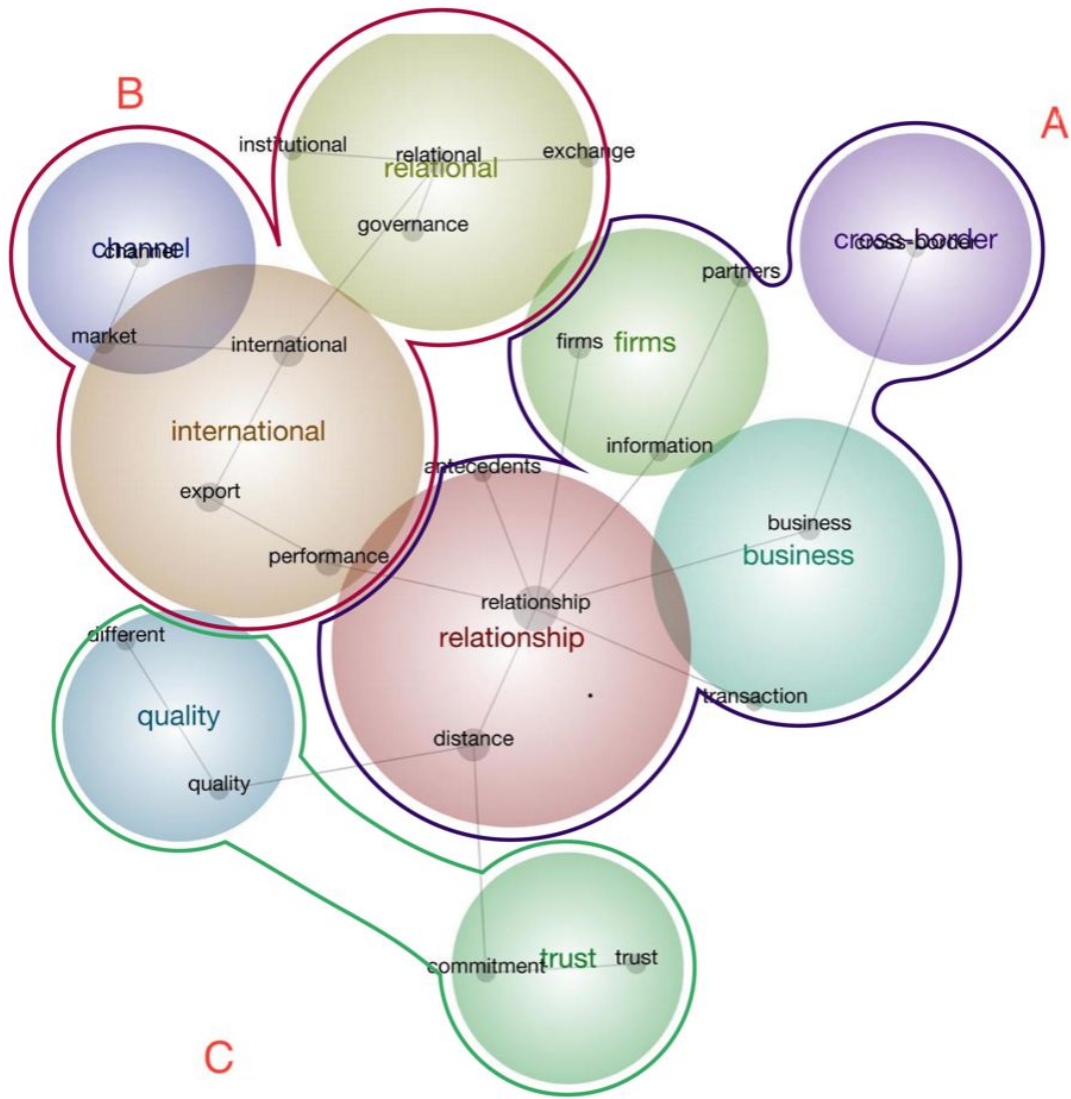 B
A
institutional
relational
exchange
relational
governance
channel
channel
cross-border
cross-border
partners
market
international
firms
firms
international
information
antecedents
export
business
performance
business
relationship
relationship
different
transaction
quality
distance
quality
commitment
trust
trust
C